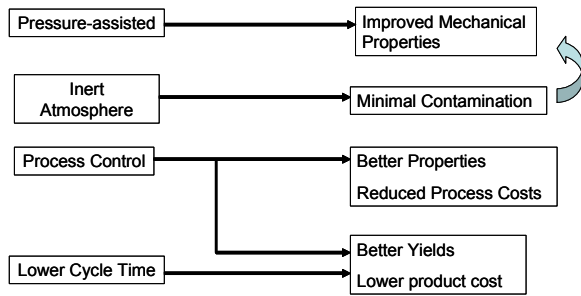 Pressure-assisted
Improved Mechanical
Properties
Inert
Atmosphere
Minimal Contamination
Process Control
Better Properties
Reduced Process Costs
Better Yields
Lower Cycle Time
Lower product cost